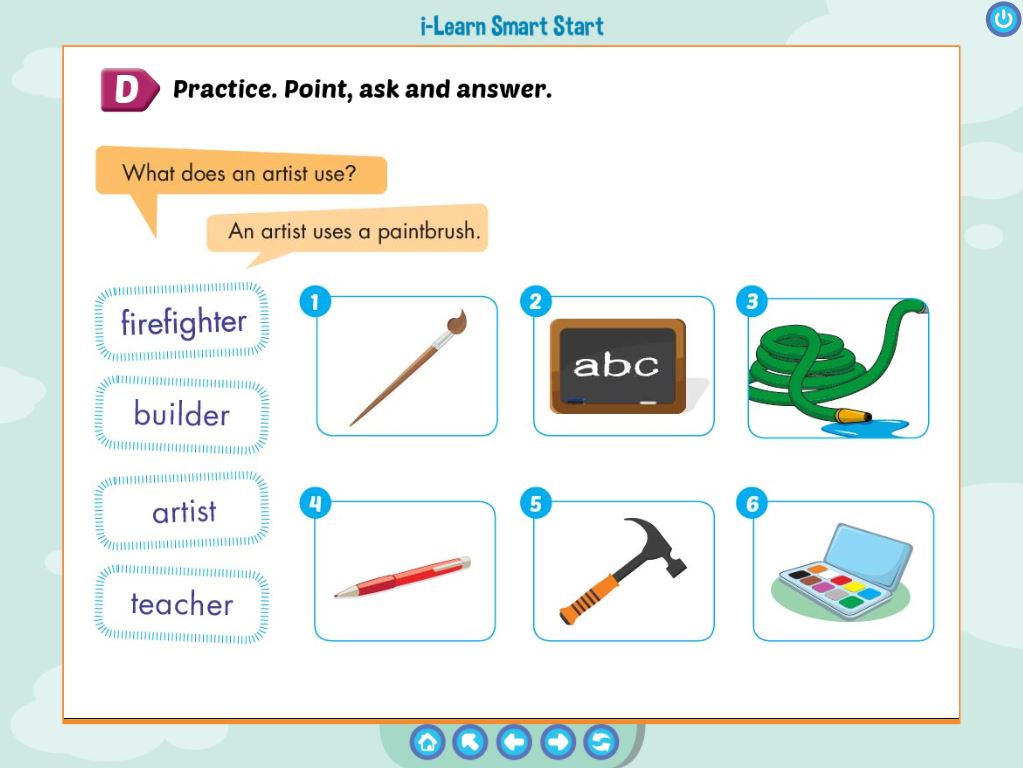 i-Learn Smart Start
D Practice. Point, ask and answer.
What does an artist use?
An artist uses a paintbrush.
firefighter
builder
artist
teacher
1
2
3
abc
4
5
6